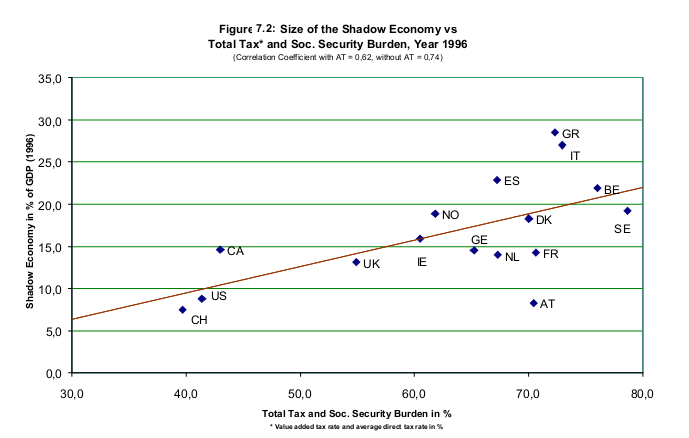 Figure 7.2: Size of the Shadow Economy vs
Total Tax* and Soc. Security Burden, Year 1996
(Correlation Coefficient with AT = 0,62, without AT = 0,74)
Shadow Economy in % of GDP (1996)
35,0
30,0
25,0
20,0
15,0
10,0
5,0
0,0
GR
IT
ES
BE
NO
DK
SE
GE
CA
UK
IE
NL
FR
US
AT
CH
30,0
40,0
50,0
60,0
70,0
80,0
Total Tax and Soc. Security Burden in %
* Value added tax rate and average direct tax rate in %